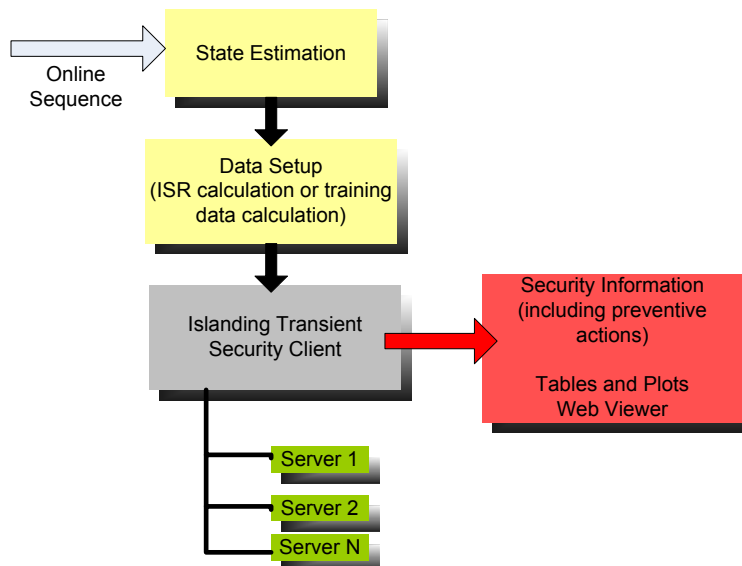 Online
Sequence
State Estimation
Data Setup
(ISR calculation or training
data calculation)
Islanding Transient
Security Client
Security Information
(including preventive
actions)
Tables and Plots
Web Viewer
Server 1
Server 2
Server N